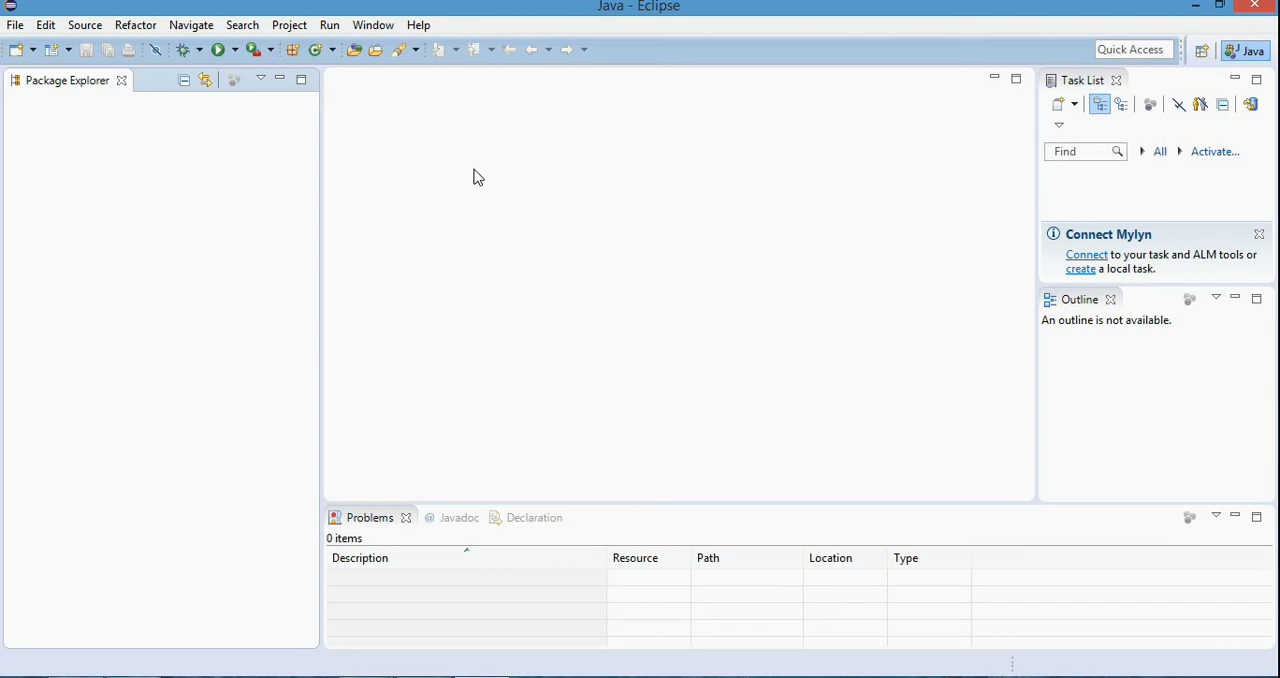 Java - Eclipse
File Edit Source Refactor Navigate Search Project Run Window Help
Quick Access Java
Package Explorer
Task List
Find All Activate...
Connect Mylyn
Connect to your task and ALM tools or
create a local task.
Outline
An outline is not available.
Problems @ Javadoc Declaration
0 items
Description Resource Path Location Type